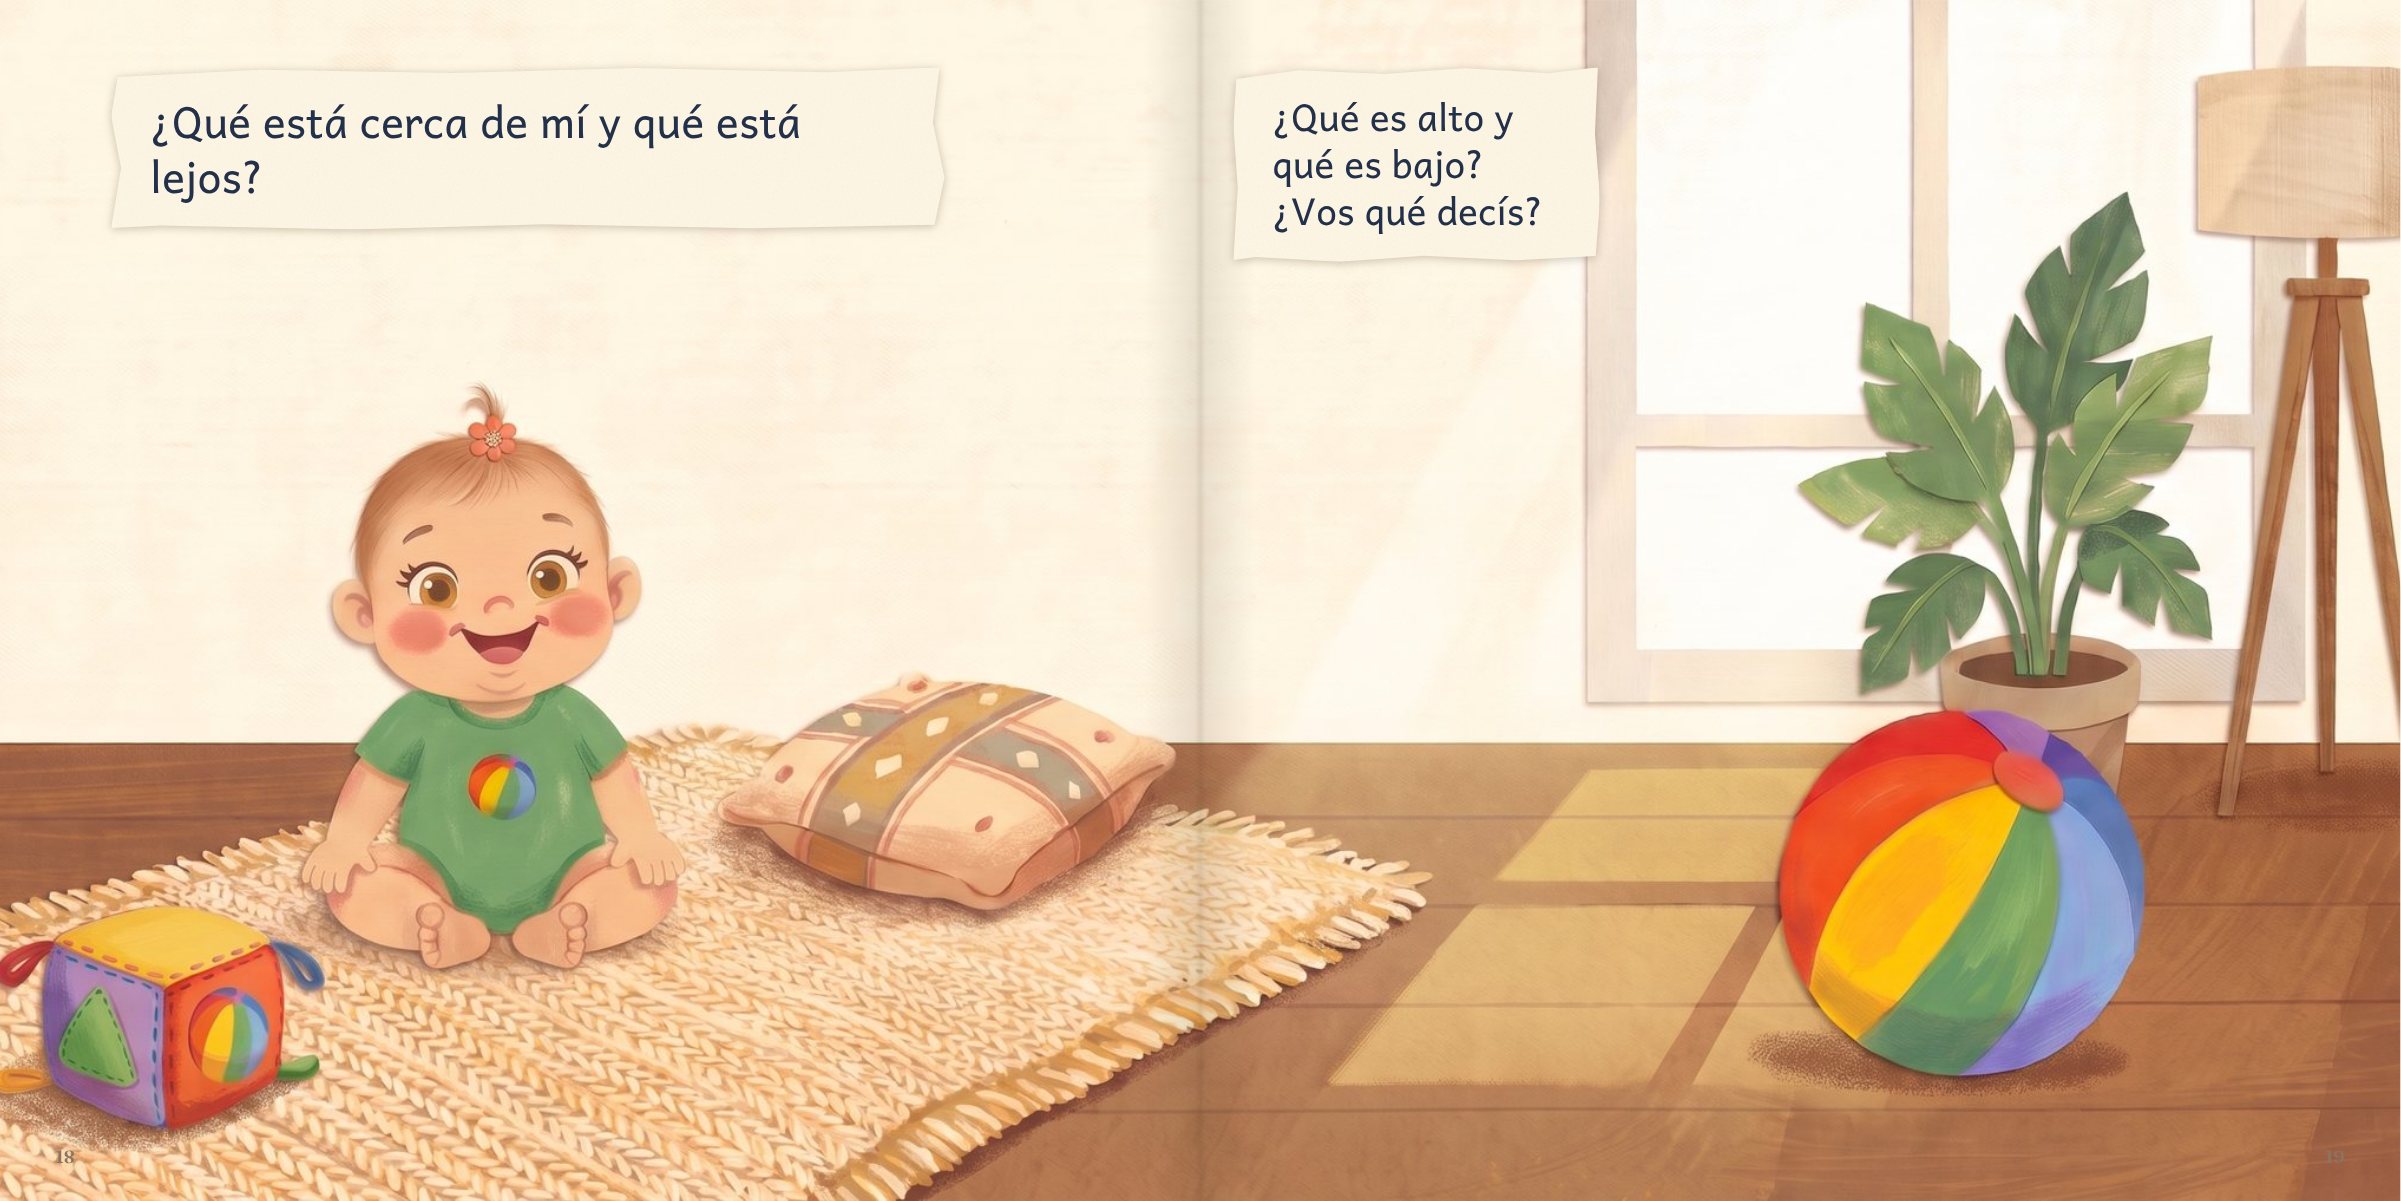 ¿Qué está cerca de mí y qué está
lejos?
¿Qué es alto y
qué es bajo?
¿Vos qué decís?
18
19